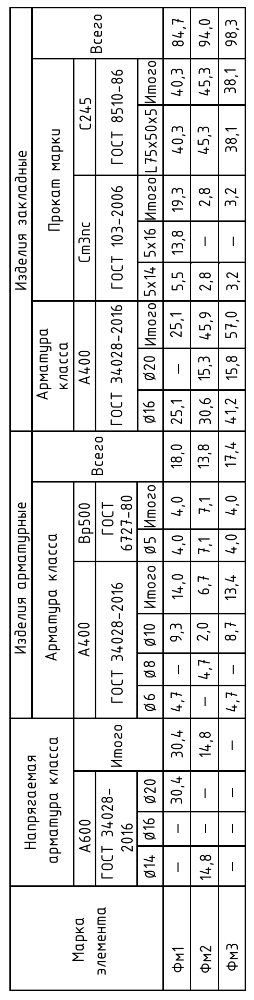 Марка
элемента
Напрягаемая
арматура класса
Изделия арматурные
Изделия закладные
Арматура класса
Всего
Арматура
класса
Прокат марки
Всего
А600
Итого
А400
Вр500
А400
Ст3пс
С245
ГОСТ 34028-
2016
ГОСТ 34028-2016
ГОСТ
6727-80
ГОСТ 34028-2016
ГОСТ 103-2006
ГОСТ 8510-86
Ø14 Ø16 Ø20 Ø6 Ø8 Ø10 Итого Ø5 Итого Ø16 Ø20 Итого 5х14 5х16 Итого L75х50х5 Итого
Фм1 — — 30,4 30,4 4,7 — 9,3 14,0 4,0 4,0 18,0 25,1 — 25,1 5,5 13,8 19,3 40,3 40,3 84,7
Фм2 14,8 — — 14,8 — 4,7 2,0 6,7 7,1 7,1 13,8 30,6 15,3 45,9 2,8 — 2,8 45,3 45,3 94,0
Фм3 — — — — 4,7 — 8,7 13,4 4,0 4,0 17,4 41,2 15,8 57,0 3,2 — 3,2 38,1 38,1 98,3